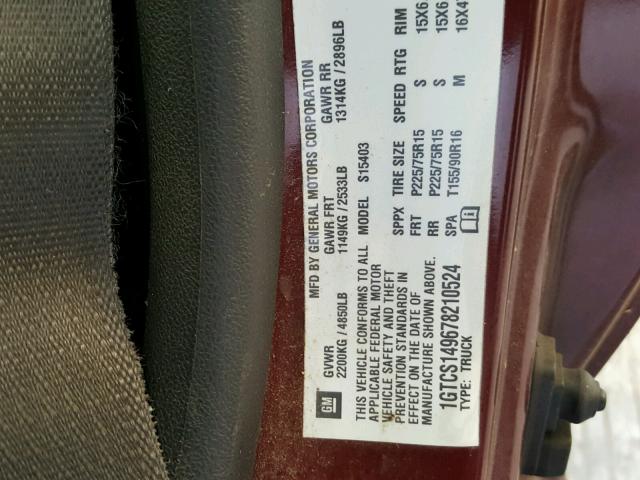 GM
MFD BY GENERAL MOTORS CORPORATION
GVWR GAWR FRT GAWR RR
2200KG / 4850LB 1149KG / 2533LB 1314KG / 2896LB
THIS VEHICLE CONFORMS TO ALL MODEL S15403
APPLICABLE FEDERAL MOTOR
VEHICLE SAFETY AND THEFT
PREVENTION STANDARDS IN SPPX TIRE SIZE SPEED RTG RIM
EFFECT ON THE DATE OF FRT P225/75R15 S 15X6.
MANUFACTURE SHOWN ABOVE. RR P225/75R15 S 15X6
1GTCS149678210524 SPA T155/90R16 M 16X4
TYPE: TRUCK